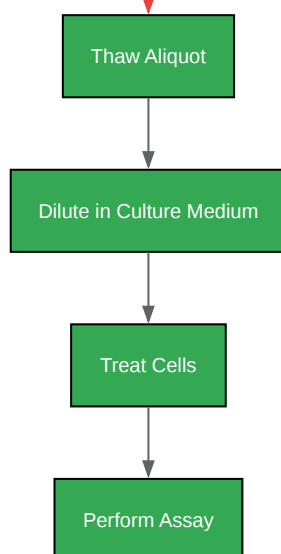 Thaw Aliquot
Dilute in Culture Medium
Treat Cells
Perform Assay